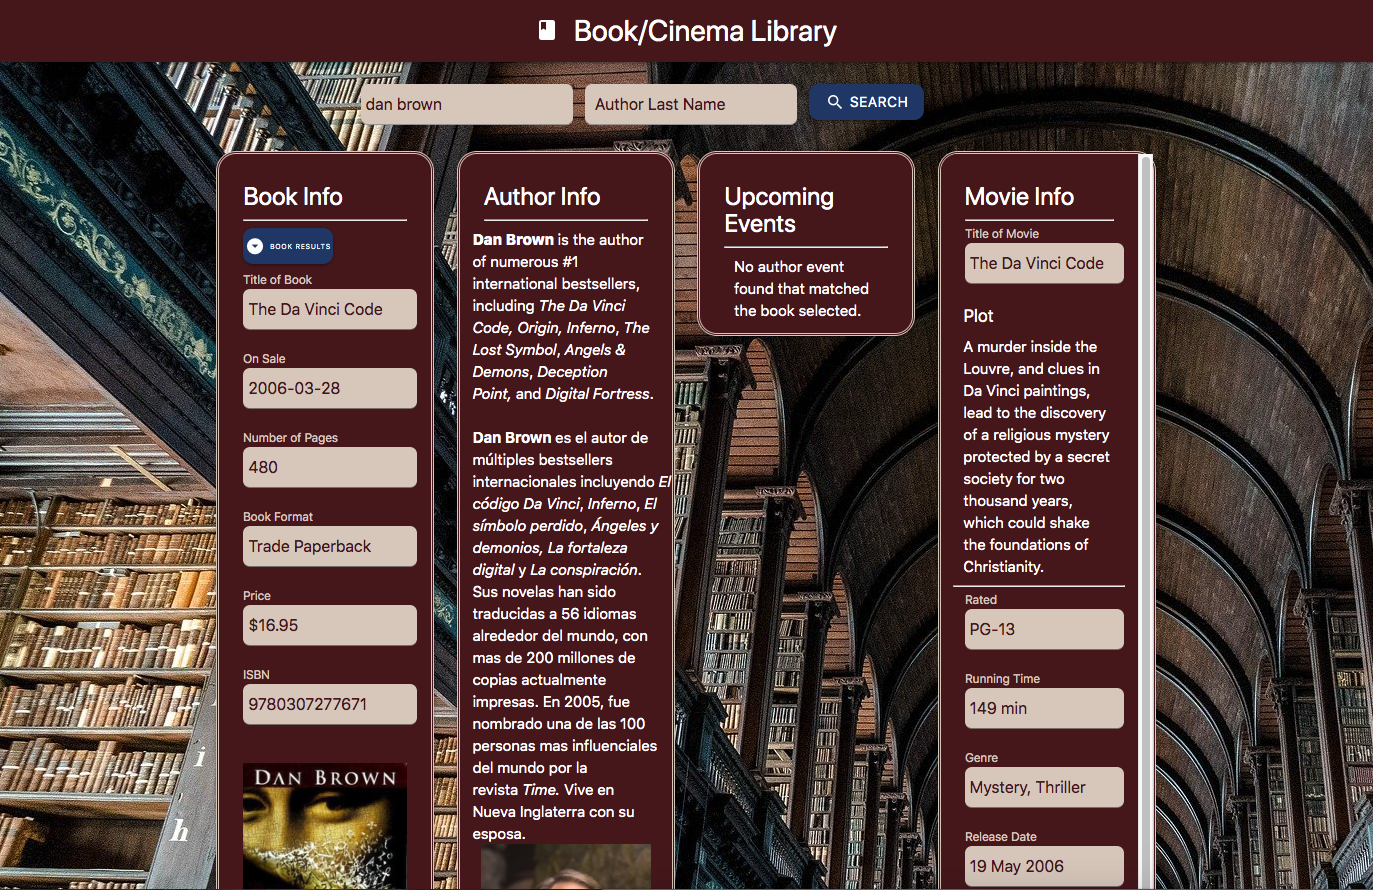 Book/Cinema Library
dan brown
Author Last Name
SEARCH
Book Info
BOOK RESULTS
Title of Book
The Da Vinci Code
On Sale
2006-03-28
Number of Pages
480
Book Format
Trade Paperback
Price
$16.95
ISBN
9780307277671
DAN BROWN
Author Info
Dan Brown is the author
of numerous #1
international bestsellers,
including The Da Vinci
Code, Origin, Inferno, The
Lost Symbol, Angels &
Demons, Deception
Point, and Digital Fortress.
Dan Brown es el autor de
múltiples bestsellers
internacionales incluyendo El
código Da Vinci, Inferno, El
símbolo perdido, Ángeles y
demonios, La fortaleza
digital y La conspiración.
Sus novelas han sido
traducidas a 56 idiomas
alrededor del mundo, con
mas de 200 millones de
copias actualmente
impresas. En 2005, fue
nombrado una de las 100
personas mas influenciales
del mundo por la
revista Time. Vive en
Nueva Inglaterra con su
esposa.
Upcoming
Events
No author event
found that matched
the book selected.
Movie Info
Title of Movie
The Da Vinci Code
Plot
A murder inside the
Louvre, and clues in
Da Vinci paintings,
lead to the discovery
of a religious mystery
protected by a secret
society for two
thousand years,
which could shake
the foundations of
Christianity.
Rated
PG-13
Running Time
149 min
Genre
Mystery, Thriller
Release Date
19 May 2006
i
h